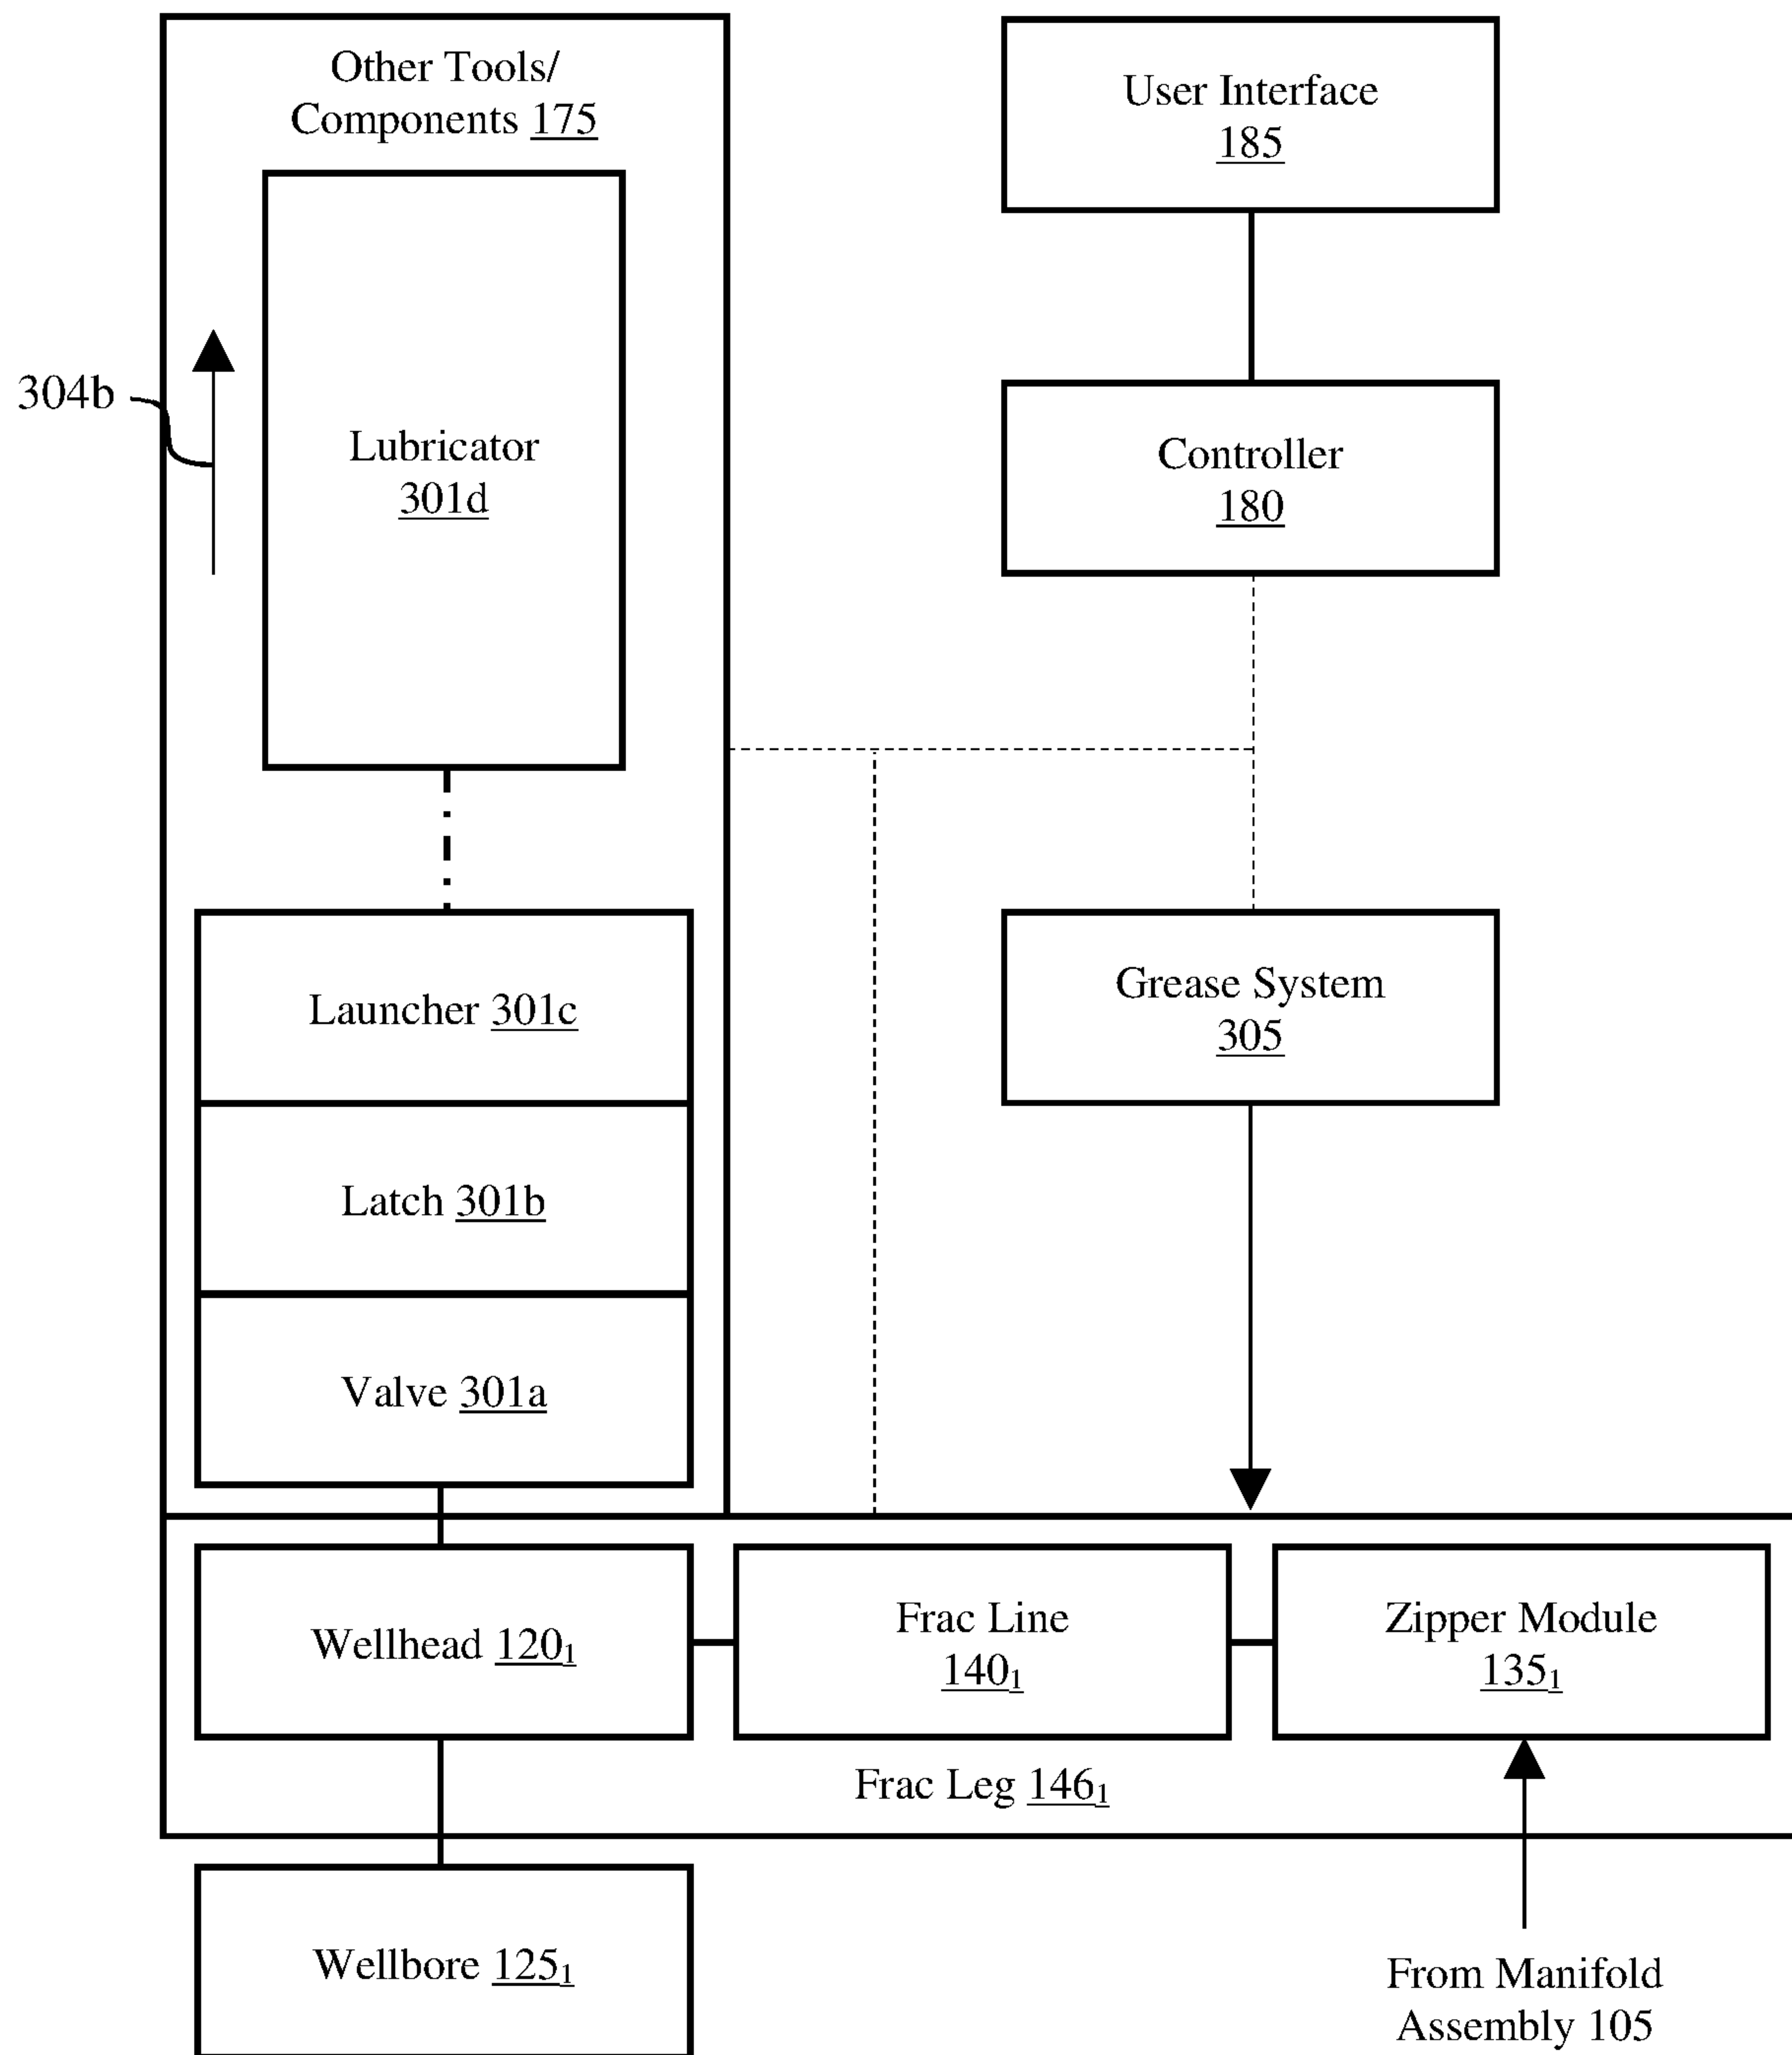 Other Tools/
Components 175
User Interface
185
304b
Lubricator
301d
Controller
180
Launcher 301c
Grease System
305
Latch 301b
Valve 301a
Wellhead 120₁
Frac Line
140₁
Zipper Module
135₁
Frac Leg 146₁
Wellbore 125₁
From Manifold
Assembly 105